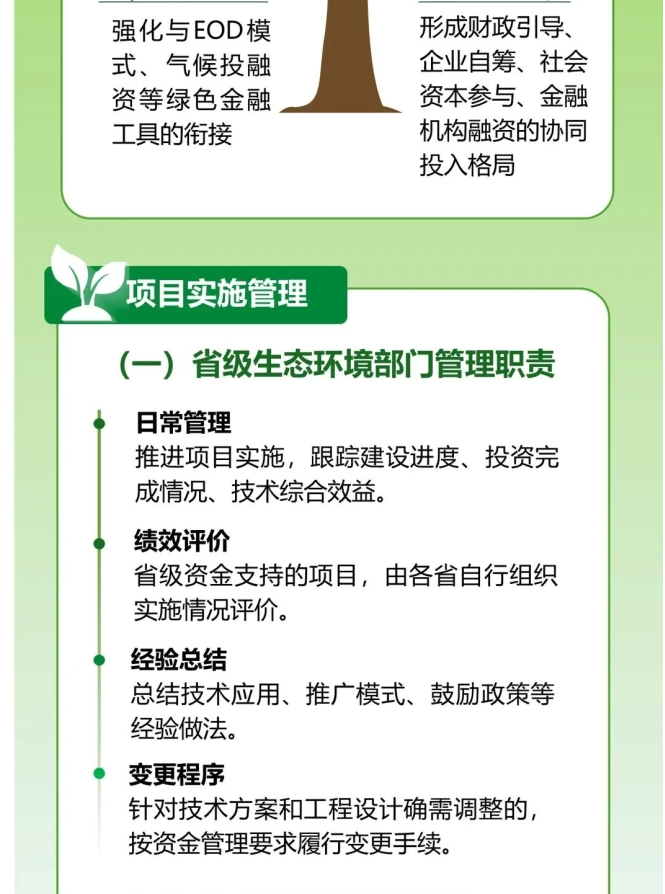 强化与EOD模
式、气候投融
资等绿色金融
工具的衔接
形成财政引导、
企业自筹、社会
资本参与、金融
机构融资的协同
投入格局
项目实施管理
（一）省级生态环境部门管理职责
日常管理
推进项目实施，跟踪建设进度、投资完
成情况、技术综合效益。
绩效评价
省级资金支持的项目，由各省自行组织
实施情况评价。
经验总结
总结技术应用、推广模式、鼓励政策等
经验做法。
变更程序
针对技术方案和工程设计确需调整的，
按资金管理要求履行变更手续。